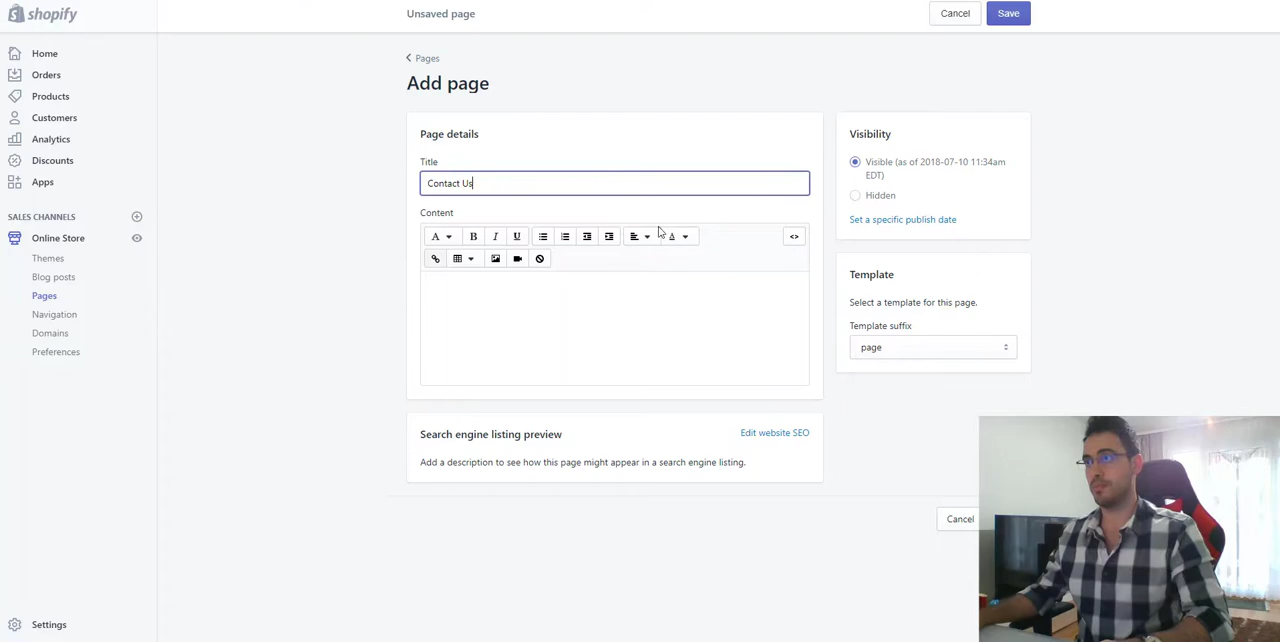 shopify
Unsaved page
Cancel
Save
Home
Orders
Products
Customers
Analytics
Discounts
Apps
SALES CHANNELS
Online Store
Themes
Blog posts
Pages
Navigation
Domains
Preferences
Settings
Pages
Add page
Page details
Title
Contact Us
Content
A
B
I
U
A
<>
Search engine listing preview
Edit website SEO
Add a description to see how this page might appear in a search engine listing.
Visibility
Visible (as of 2018-07-10 11:34am
EDT)
Hidden
Set a specific publish date
Template
Select a template for this page.
Template suffix
page
Cancel